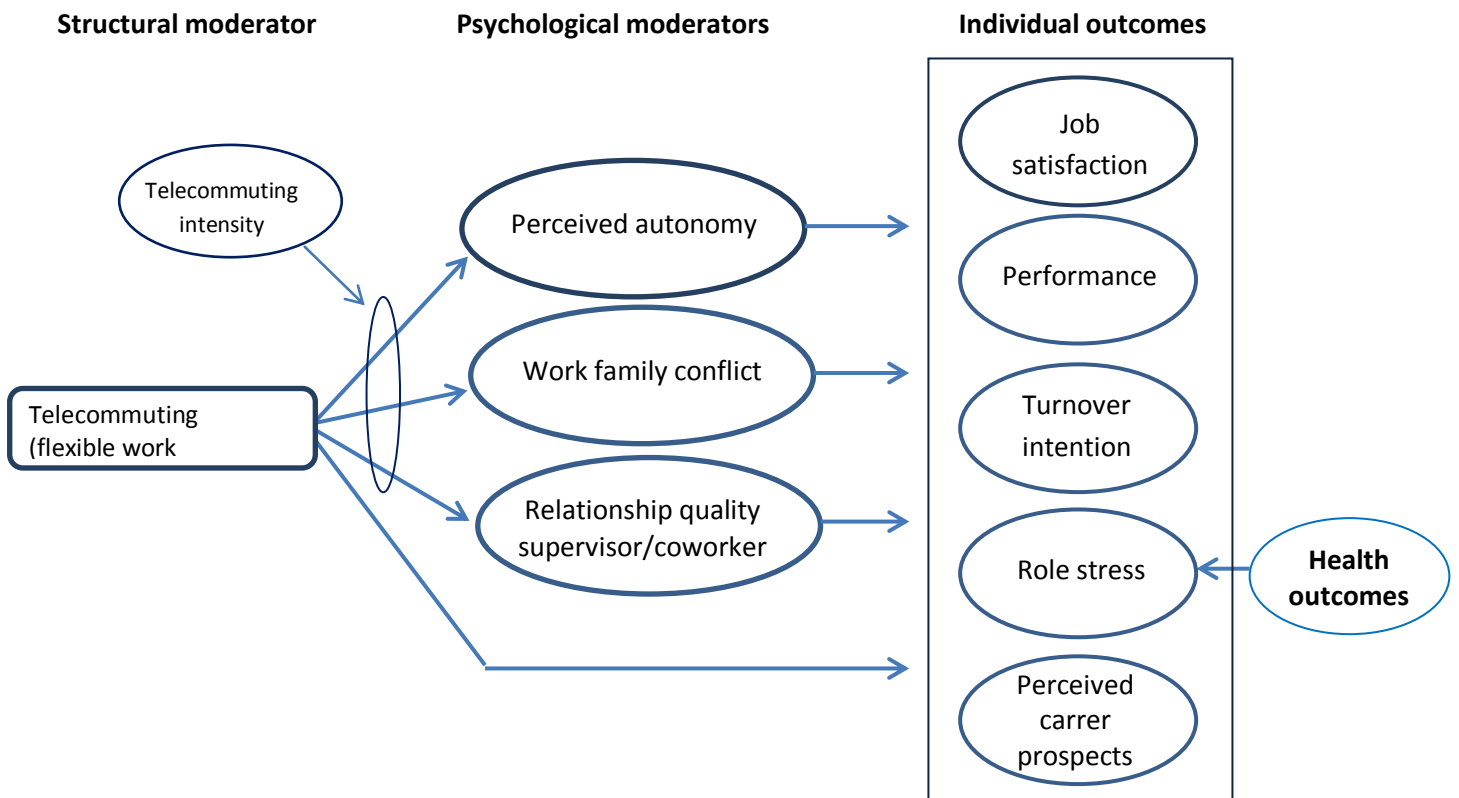 Structural moderator
Psychological moderators
Individual outcomes
Telecommuting
intensity
Telecommuting
(flexible work
Perceived autonomy
Work family conflict
Relationship quality
supervisor/coworker
Job
satisfaction
Performance
Turnover
intention
Role stress
Perceived
carrer
prospects
Health
outcomes